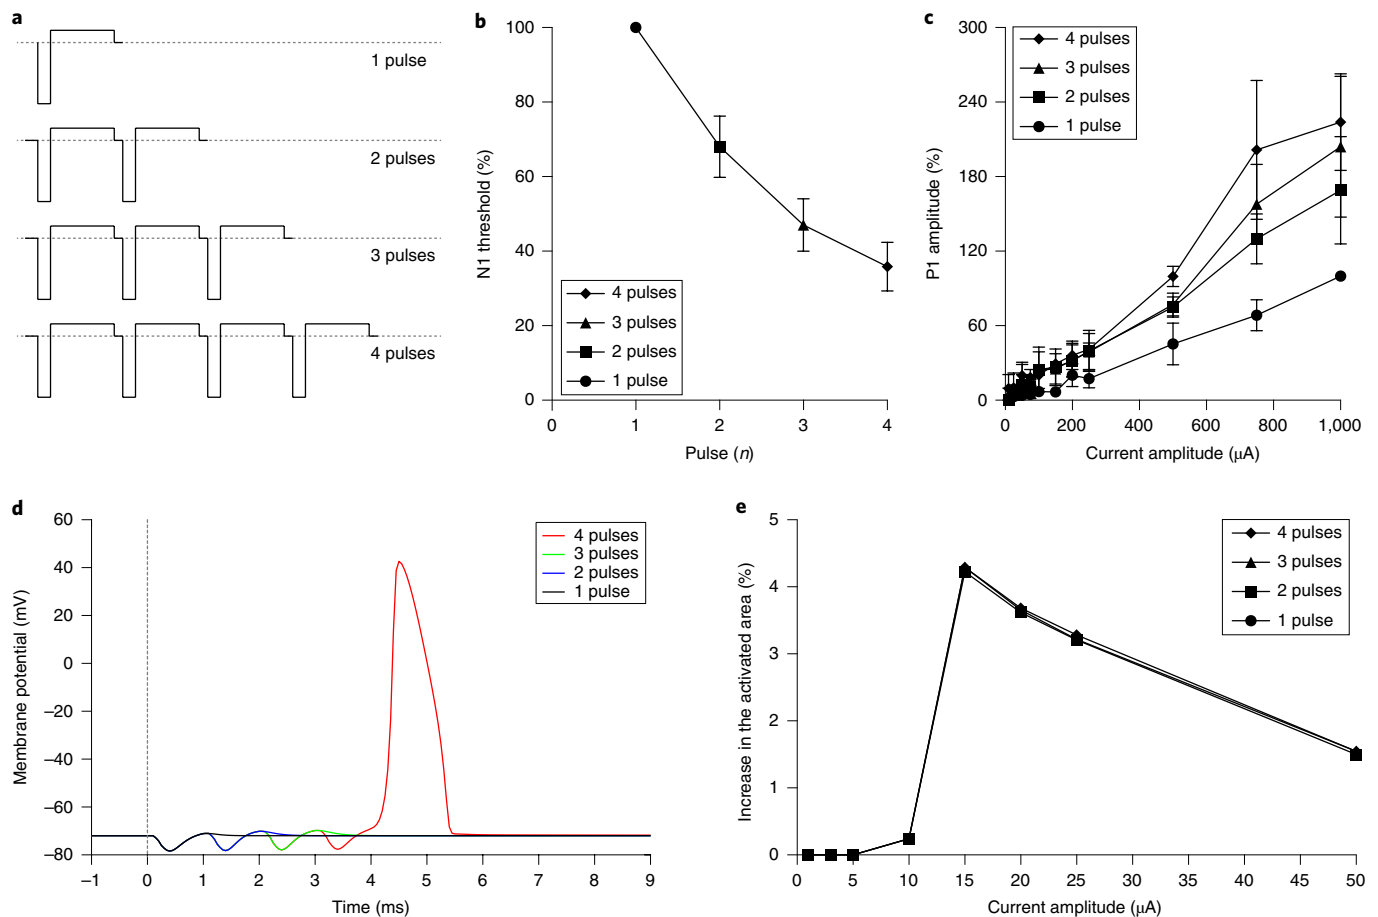 a
1 pulse
2 pulses
3 pulses
4 pulses
b
100
80
60
40
20
0
N1 threshold (%)
4 pulses
3 pulses
2 pulses
1 pulse
0 1 2 3 4
Pulse (n)
c
300
240
180
120
60
0
P1 amplitude (%)
4 pulses
3 pulses
2 pulses
1 pulse
0 200 400 600 800 1,000
Current amplitude (μA)
d
60
40
20
0
–20
–40
–60
–80
Membrane potential (mV)
4 pulses
3 pulses
2 pulses
1 pulse
–1 0 1 2 3 4 5 6 7 8 9
Time (ms)
e
5
4
3
2
1
0
Increase in the activated area (%)
4 pulses
3 pulses
2 pulses
1 pulse
0 5 10 15 20 25 30 35 40 45 50
Current amplitude (μA)